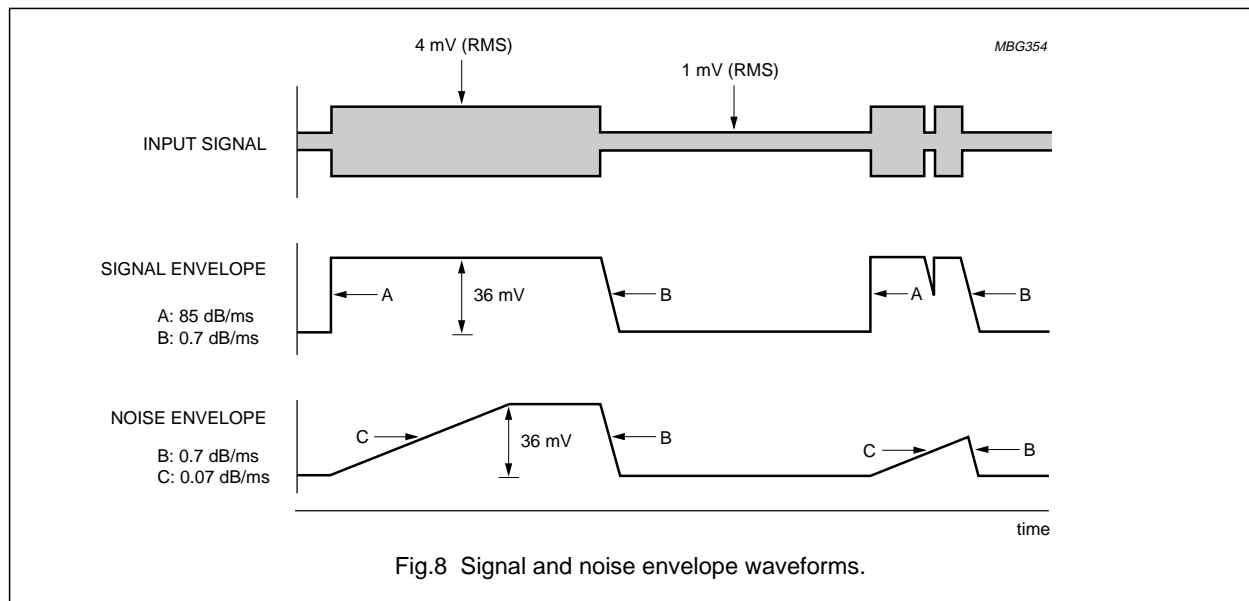 4 mV (RMS)
MBG354
1 mV (RMS)
INPUT SIGNAL
SIGNAL ENVELOPE
A
36 mV
B
A
B
A: 85 dB/ms
B: 0.7 dB/ms
NOISE ENVELOPE
C
36 mV
B
C
B
B: 0.7 dB/ms
C: 0.07 dB/ms
time
Fig.8 Signal and noise envelope waveforms.